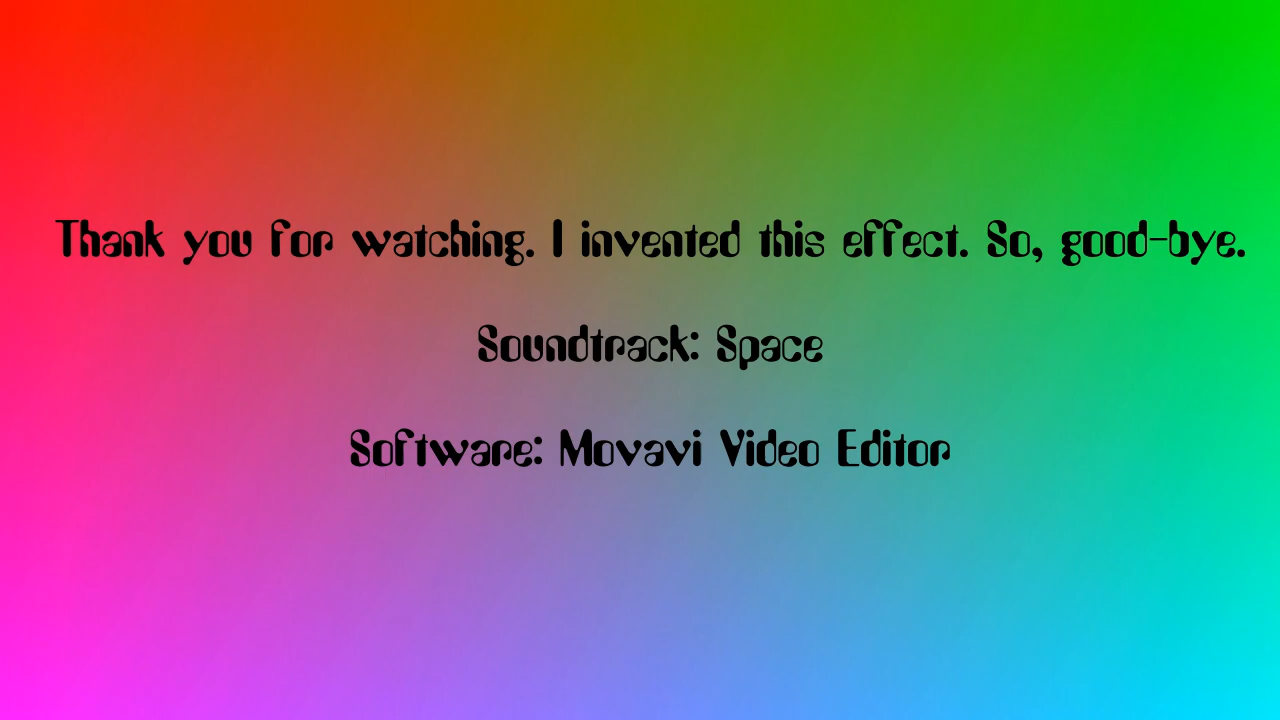 Thank you for watching. I invented this effect. So, good-bye.
Soundtrack: Space
Software: Movavi Video Editor